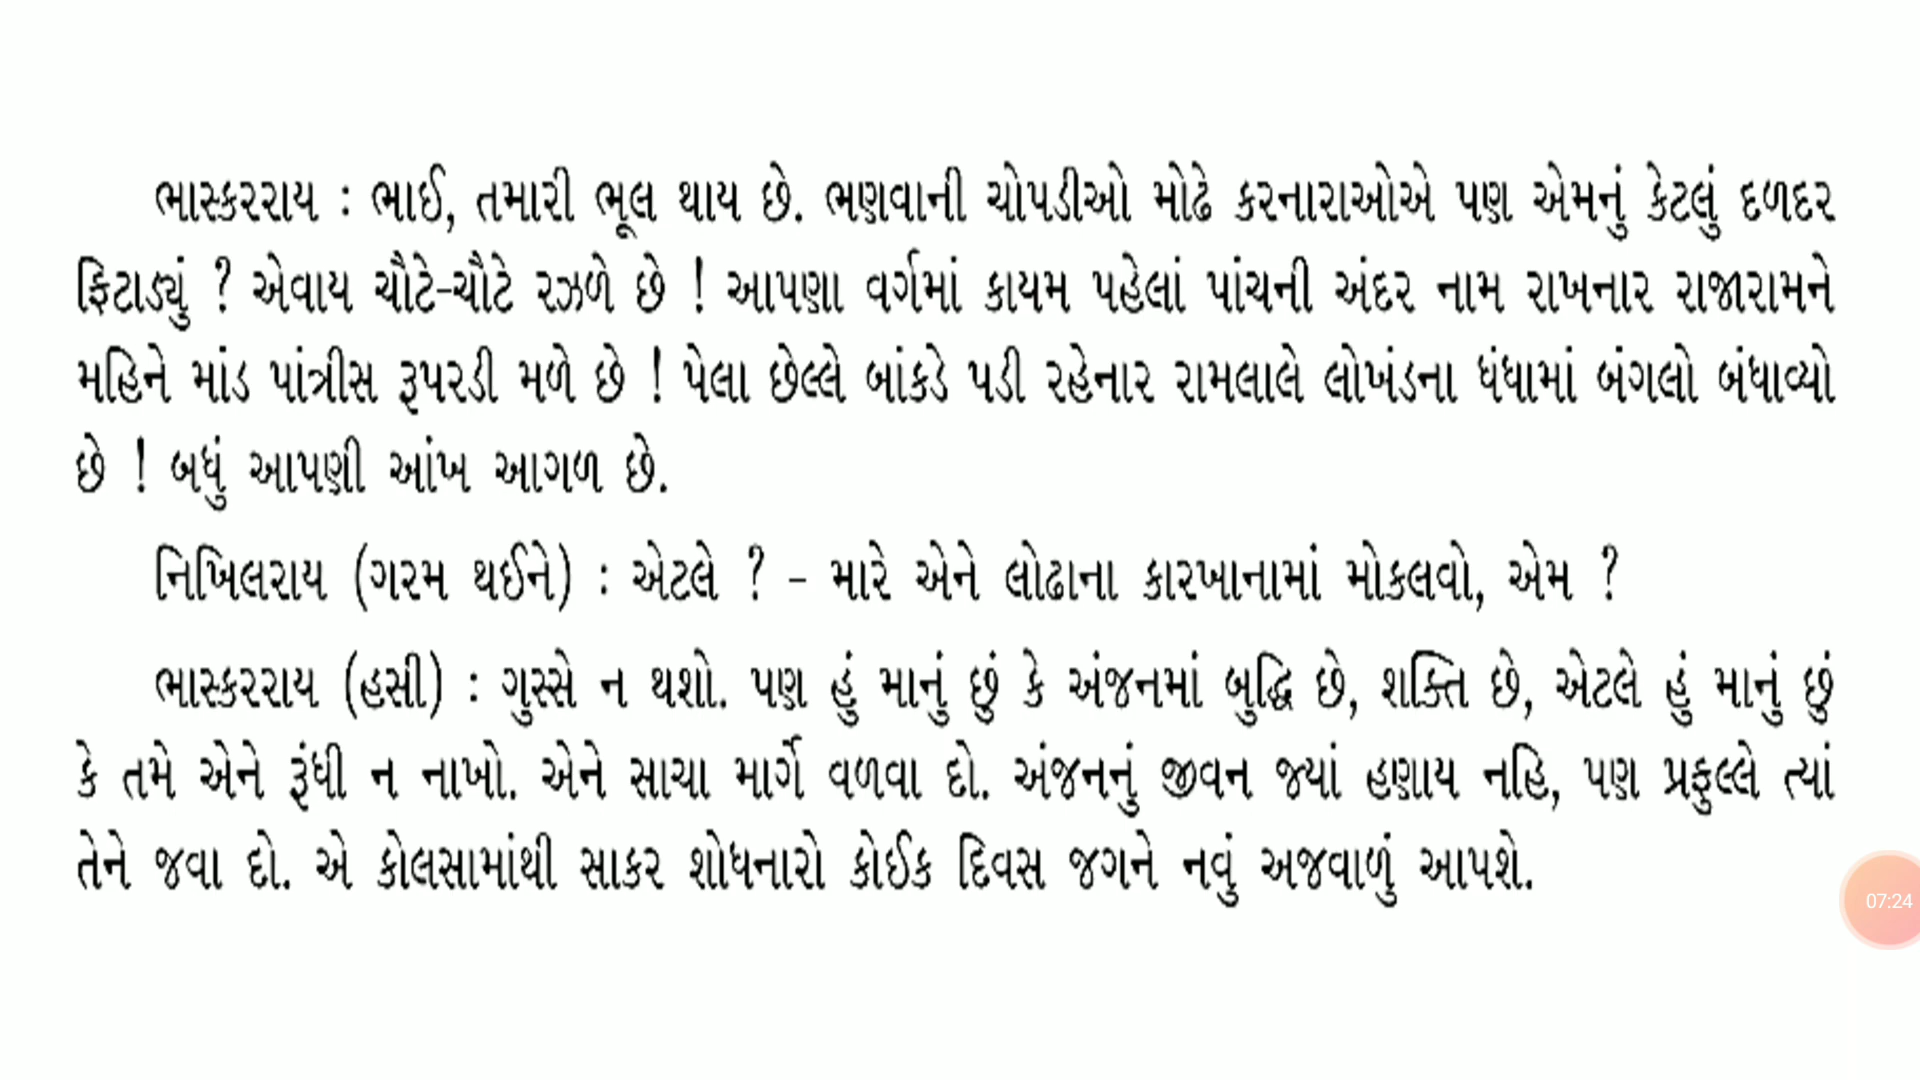 ભાસ્કરરાય : ભાઈ, તમારી ભૂલ થાય છે. ભણવાની ચોપડીઓ મોઢે કરનારાઓએ પણ એમનું કેટલું દળદર
ફિટાડ્યું ? એવાય ચૌટે-ચૌટે રઝળે છે ! આપણા વર્ગમાં કાયમ પહેલાં પાંચની અંદર નામ રાખનાર રાજારામને
મહિને માંડ પાંત્રીસ રૂપરડી મળે છે ! પેલા છેલ્લે બાંકડે પડી રહેનાર રામલાલે લોખંડના ધંધામાં બંગલો બંધાવ્યો
છે ! બધું આપણી આંખ આગળ છે.
નિખિલરાય (ગરમ થઈને) : એટલે ? – મારે એને લોઢાના કારખાનામાં મોકલવો, એમ ?
ભાસ્કરરાય (હસી) : ગુસ્સે ન થશો. પણ હું માનું છું કે અંજનમાં બુદ્ધિ છે, શક્તિ છે, એટલે હું માનું છું
કે તમે એને રૂંધી ન નાખો. એને સાચા માર્ગે વળવા દો. અંજનનું જીવન જ્યાં હણાય નહિ, પણ પ્રફુલ્લે ત્યાં
તેને જવા દો. એ કોલસામાંથી સાકર શોધનારો કોઈક દિવસ જગને નવું અજવાળું આપશે.
07:24